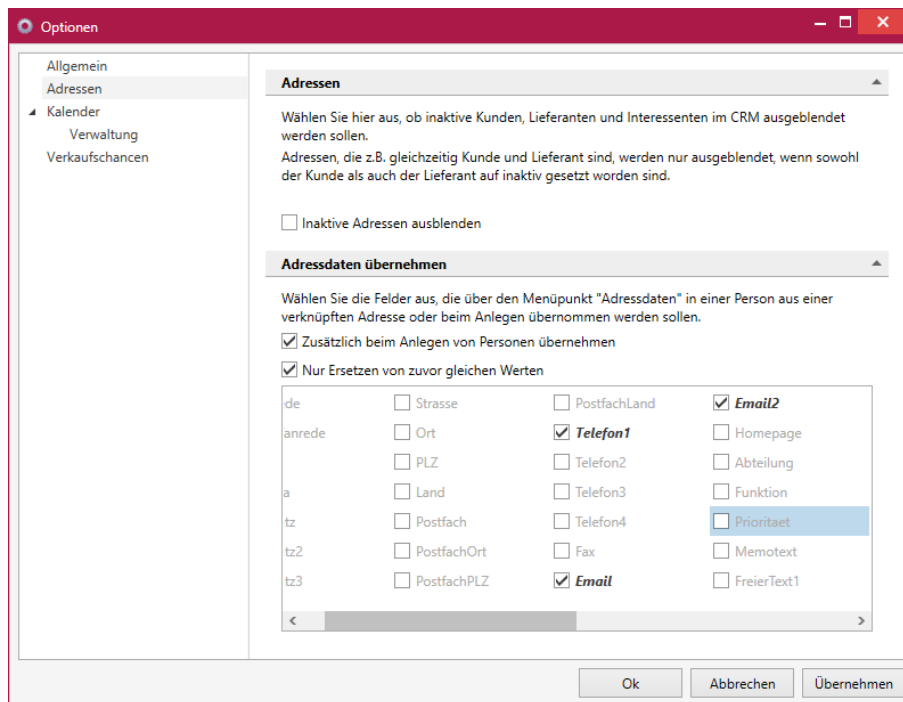 Optionen
Allgemein
Adressen
Kalender
Verwaltung
Verkaufschancen
Adressen
Wählen Sie hier aus, ob inaktive Kunden, Lieferanten und Interessenten im CRM ausgeblendet
werden sollen.
Adressen, die z.B. gleichzeitig Kunde und Lieferant sind, werden nur ausgeblendet, wenn sowohl
der Kunde als auch der Lieferant auf inaktiv gesetzt worden sind.
Inaktive Adressen ausblenden
Adressdaten übernehmen
Wählen Sie die Felder aus, die über den Menüpunkt "Adressdaten" in einer Person aus einer
verknüpften Adresse oder beim Anlegen übernommen werden sollen.
Zusätzlich beim Anlegen von Personen übernehmen
Nur Ersetzen von zuvor gleichen Werten
de Strasse PostfachLand Email2
anrede Ort Telefon1 Homepage
PLZ Telefon2 Abteilung
a Land Telefon3 Funktion
tz Postfach Telefon4 Prioritaet
tz2 PostfachOrt Fax Memotext
tz3 PostfachPLZ Email FreierText1
Ok Abbrechen Übernehmen